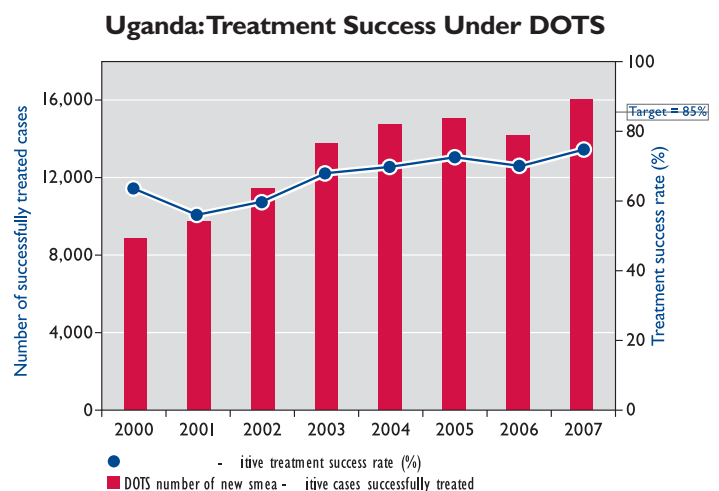 Uganda: Treatment Success Under DOTS
Number of successfully treated cases
16,000
12,000
8,000
4,000
0
100
80
60
40
20
0
Target = 85%
Treatment success rate (%)
2000 2001 2002 2003 2004 2005 2006 2007
- itive treatment success rate (%)
DOTS number of new smea - itive cases successfully treated